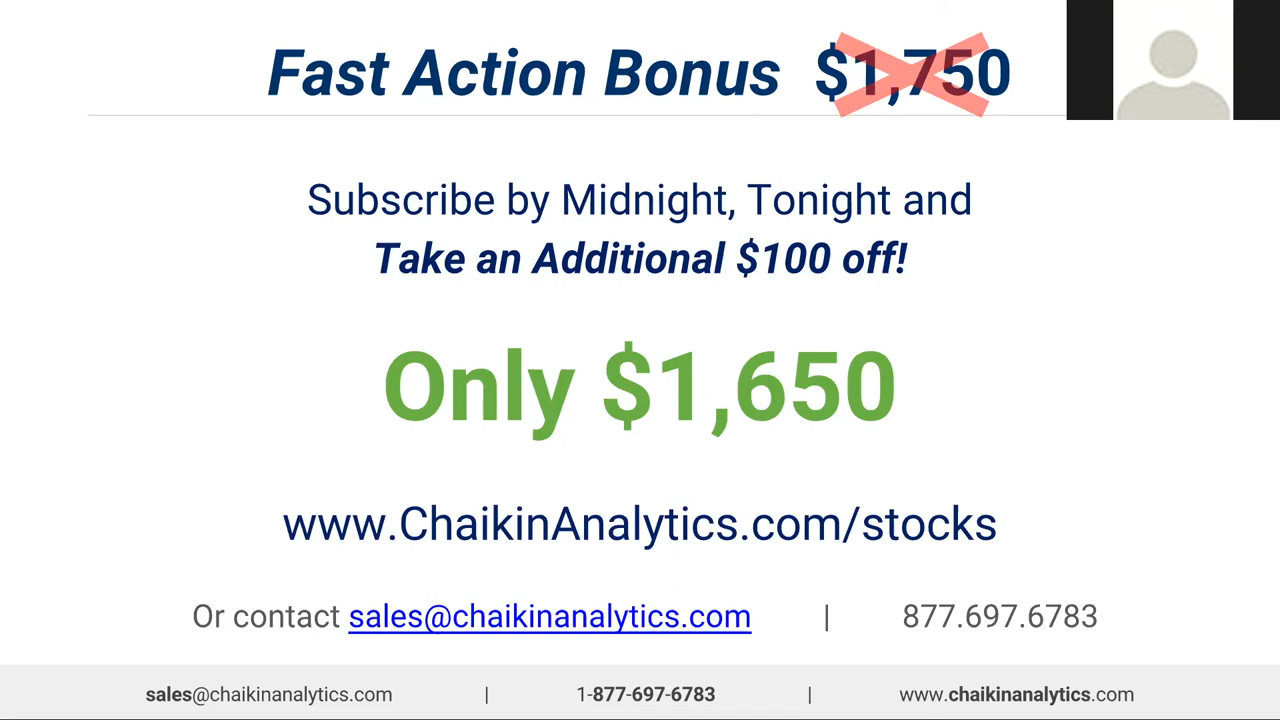 Fast Action Bonus $1,750
Subscribe by Midnight, Tonight and
Take an Additional $100 off!
Only $1,650
www.ChaikinAnalytics.com/stocks
Or contact sales@chaikinanalytics.com | 877.697.6783
sales@chaikinanalytics.com | 1-877-697-6783 | www.chaikinanalytics.com